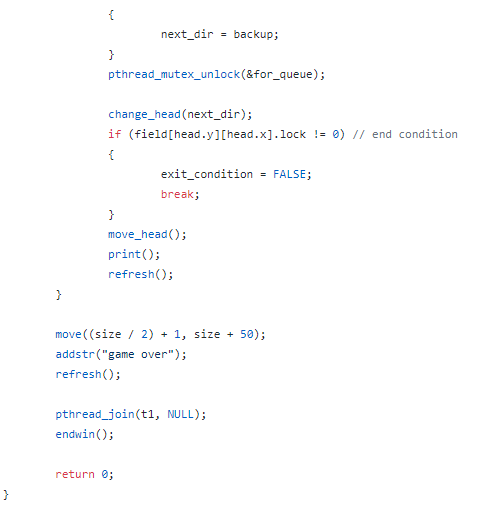 {
next_dir = backup;
}
pthread_mutex_unlock(&for_queue);
change_head(next_dir);
if (field[head.y][head.x].lock != 0) // end condition
{
exit_condition = FALSE;
break;
}
move_head();
print();
refresh();
}
move((size / 2) + 1, size + 50);
addstr("game over");
refresh();
pthread_join(t1, NULL);
endwin();
return 0;
}